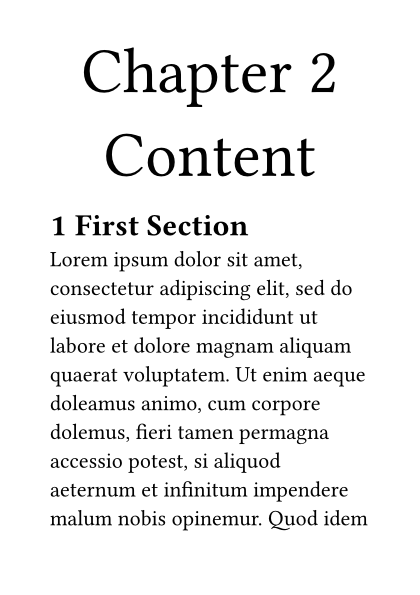 Chapter 2
Content
1 First Section
Lorem ipsum dolor sit amet,
consectetur adipiscing elit, sed do
eiusmod tempor incididunt ut
labore et dolore magnam aliquam
quaerat voluptatem. Ut enim aeque
doleamus animo, cum corpore
dolemus, fieri tamen permagna
accessio potest, si aliquod
aeternum et infinitum impendere
malum nobis opinemur. Quod idem